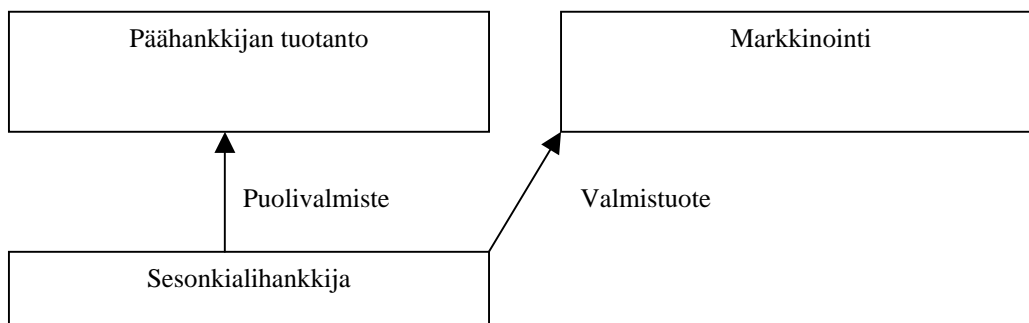 Päähankkijan tuotanto
Markkinointi
Puolivalmiste
Valmistuote
Sesonkialihankkija